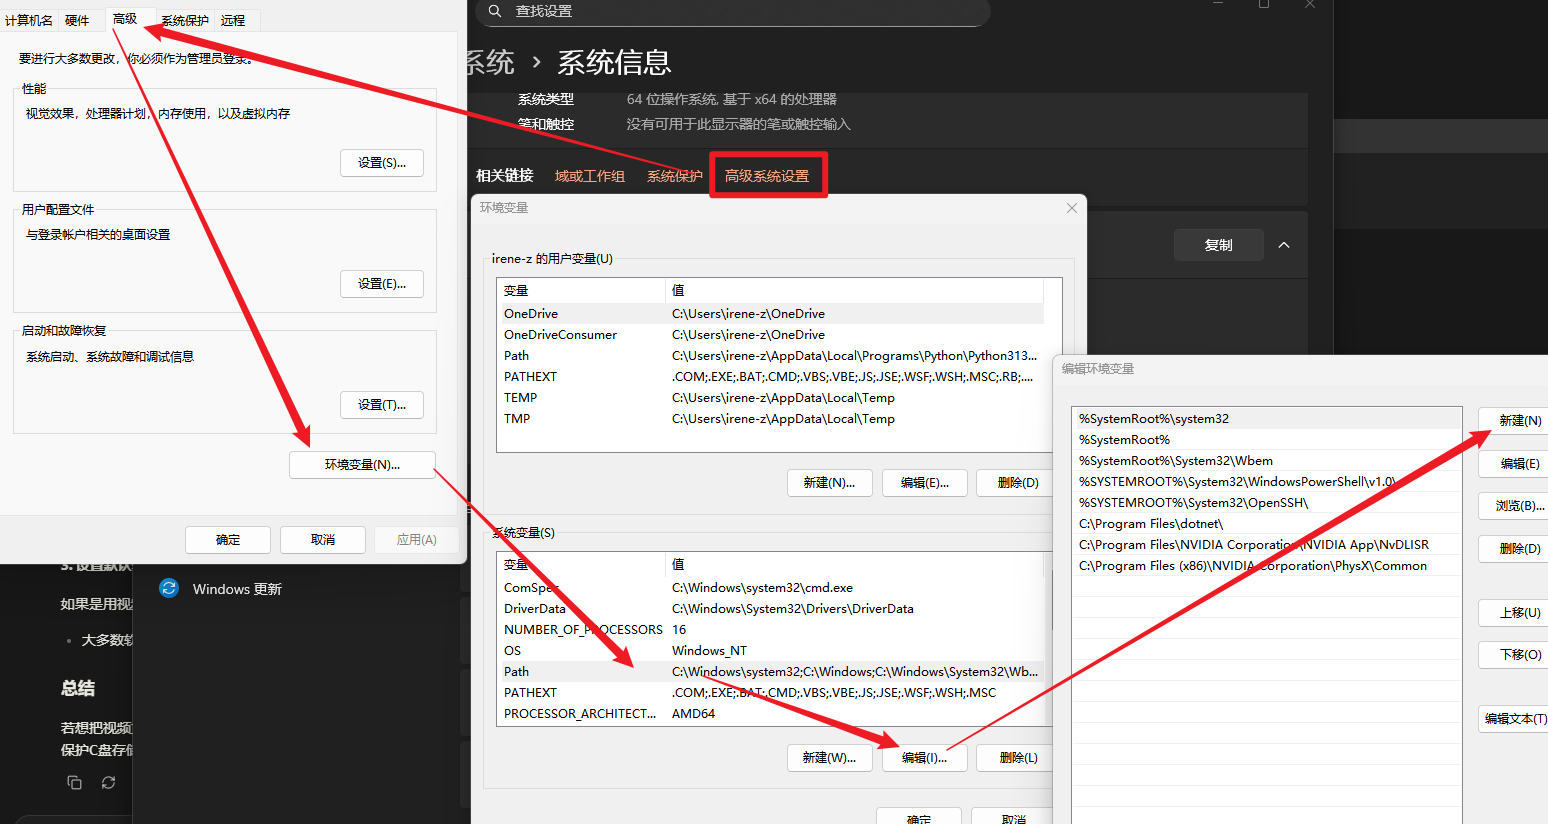 计算机名 硬件 高级 系统保护 远程
要进行大多数更改，你必须作为管理员登录。
性能
视觉效果，处理器计划，内存使用，以及虚拟内存
设置(S)...
用户配置文件
与登录帐户相关的桌面设置
设置(E)...
启动和故障恢复
系统启动、系统故障和调试信息
设置(T)...
环境变量(N)...
确定 取消 应用(A)
查找设置
系统 › 系统信息
系统类型 64 位操作系统, 基于 x64 的处理器
笔和触控 没有可用于此显示器的笔或触控输入
相关链接 域或工作组 系统保护 高级系统设置
复制
环境变量
irene-z 的用户变量(U)
变量 值
OneDrive C:\Users\irene-z\OneDrive
OneDriveConsumer C:\Users\irene-z\OneDrive
Path C:\Users\irene-z\AppData\Local\Programs\Python\Python313...
PATHEXT .COM;.EXE;.BAT;.CMD;.VBS;.VBE;.JS;.JSE;.WSF;.WSH;.MSC;.RB;....
TEMP C:\Users\irene-z\AppData\Local\Temp
TMP C:\Users\irene-z\AppData\Local\Temp
新建(N)... 编辑(E)... 删除(D)
系统变量(S)
变量 值
ComSpec C:\Windows\system32\cmd.exe
DriverData C:\Windows\System32\Drivers\DriverData
NUMBER_OF_PROCESSORS 16
OS Windows_NT
Path C:\Windows\system32;C:\Windows;C:\Windows\System32\Wb...
PATHEXT .COM;.EXE;.BAT;.CMD;.VBS;.VBE;.JS;.JSE;.WSF;.WSH;.MSC
PROCESSOR_ARCHITECT... AMD64
新建(W)... 编辑(I)... 删除(L)
确定 取消
编辑环境变量
%SystemRoot%\system32
%SystemRoot%
%SystemRoot%\System32\Wbem
%SYSTEMROOT%\System32\WindowsPowerShell\v1.0\
%SYSTEMROOT%\System32\OpenSSH\
C:\Program Files\dotnet\
C:\Program Files\NVIDIA Corporation\NVIDIA App\NvDLISR
C:\Program Files (x86)\NVIDIA Corporation\PhysX\Common
新建(N)
编辑(E)
浏览(B)...
删除(D)
上移(U)
下移(O)
编辑文本(T)
3. 设置默认
如果是用视
大多数软
总结
若想把视频
保护C盘存储
Windows 更新